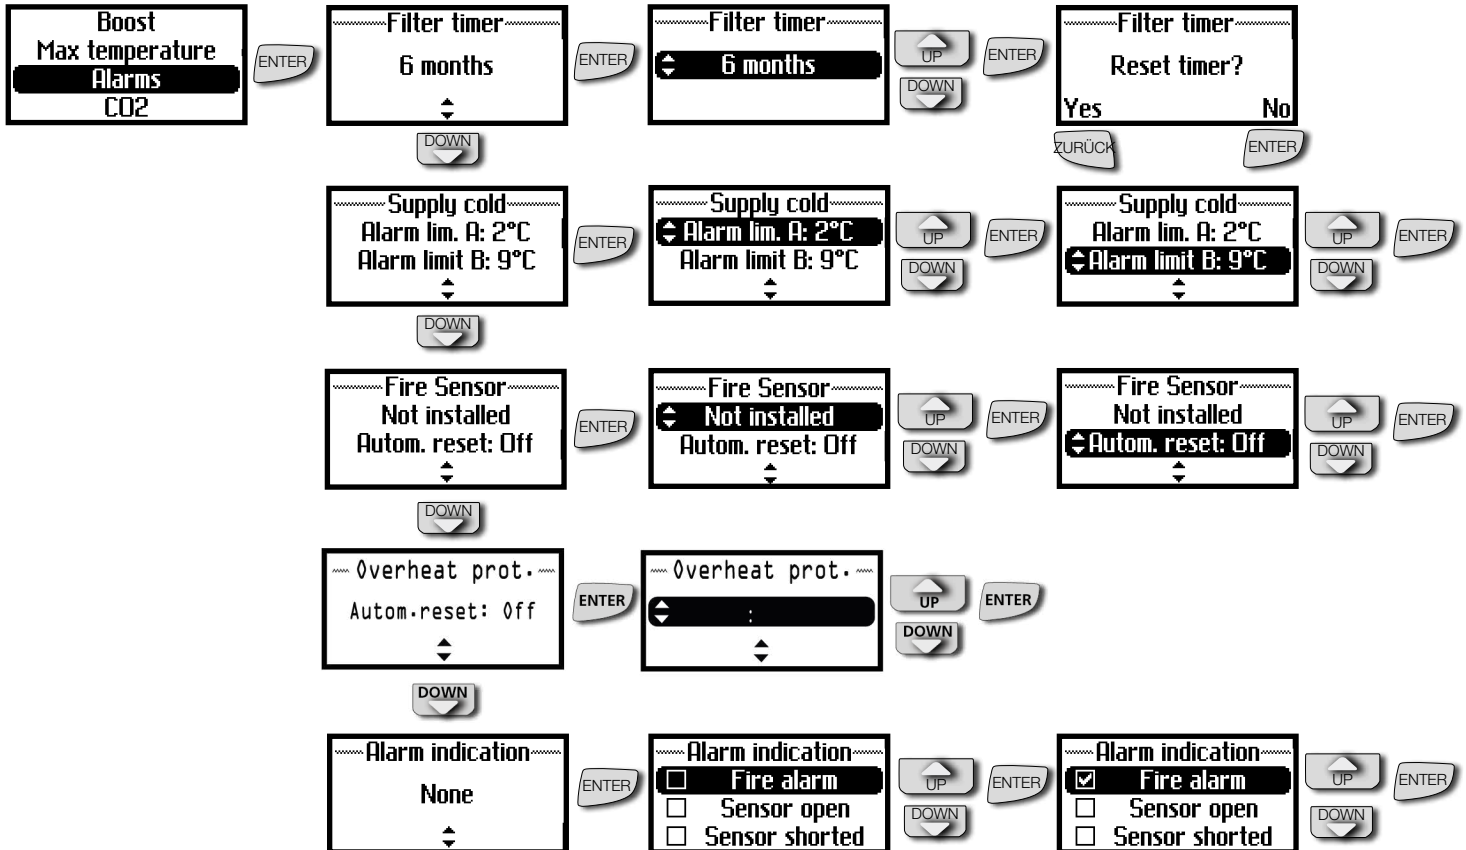 Boost
Max temperature
Alarms
CO2
ENTER
Filter timer
6 months
ENTER
Filter timer
6 months
UP
DOWN
ENTER
Filter timer
Reset timer?
Yes No
ZURÜCK
ENTER
DOWN
Supply cold
Alarm lim. A: 2°C
Alarm limit B: 9°C
ENTER
Supply cold
Alarm lim. A: 2°C
Alarm limit B: 9°C
UP
DOWN
ENTER
Supply cold
Alarm lim. A: 2°C
Alarm limit B: 9°C
UP
DOWN
ENTER
DOWN
Fire Sensor
Not installed
Autom. reset: Off
ENTER
Fire Sensor
Not installed
Autom. reset: Off
UP
DOWN
ENTER
Fire Sensor
Not installed
Autom. reset: Off
UP
DOWN
ENTER
DOWN
Overheat prot.
Autom.reset: Off
ENTER
Overheat prot.
:
UP
DOWN
ENTER
DOWN
Alarm indication
None
ENTER
Alarm indication
Fire alarm
Sensor open
Sensor shorted
UP
DOWN
ENTER
Alarm indication
Fire alarm
Sensor open
Sensor shorted
UP
DOWN
ENTER